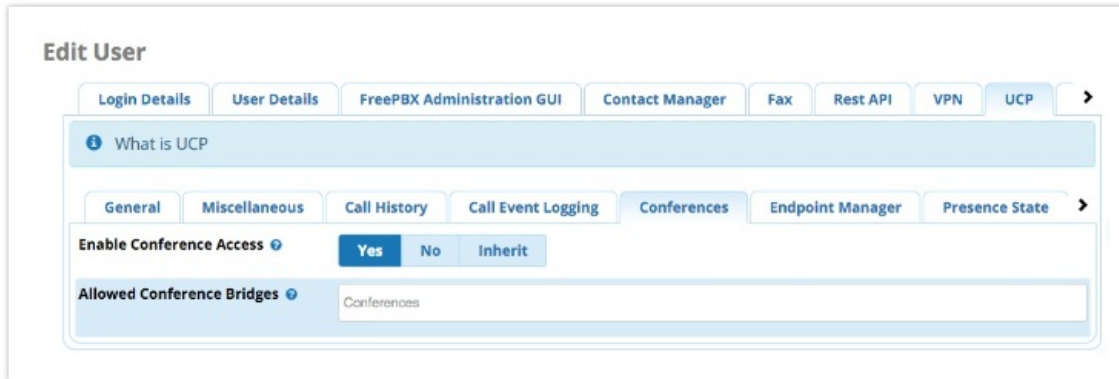 Edit User
Login Details User Details FreePBX Administration GUI Contact Manager Fax Rest API VPN UCP
What is UCP
General Miscellaneous Call History Call Event Logging Conferences Endpoint Manager Presence State
Enable Conference Access Yes No Inherit
Allowed Conference Bridges Conferences